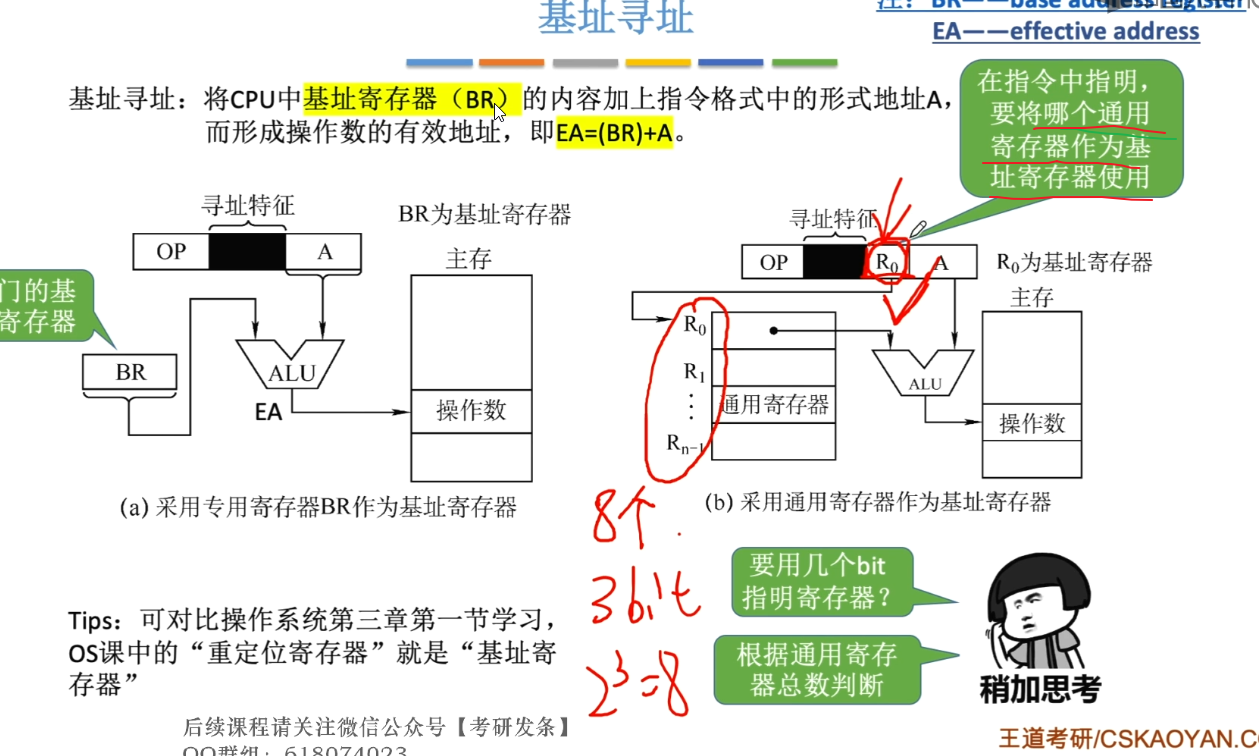 基址寻址
注：BR——base address register
EA——effective address
基址寻址：将CPU中基址寄存器（BR）的内容加上指令格式中的形式地址A，
而形成操作数的有效地址，即EA=(BR)+A。
在指令中指明，
要将哪个通用
寄存器作为基
址寄存器使用
寻址特征
BR为基址寄存器
OP
A
主存
门的基
寄存器
BR
ALU
EA
操作数
(a) 采用专用寄存器BR作为基址寄存器
寻址特征
OP
R0
A
R0为基址寄存器
主存
R0
R1
⋮
Rn-1
通用寄存器
ALU
操作数
(b) 采用通用寄存器作为基址寄存器
8个
3bit
2³=8
要用几个bit
指明寄存器？
根据通用寄存
器总数判断
稍加思考
Tips：可对比操作系统第三章第一节学习，
OS课中的“重定位寄存器”就是“基址寄
存器”
后续课程请关注微信公众号【考研发条】
QQ群组：618074023
王道考研/CSKAOYAN.C